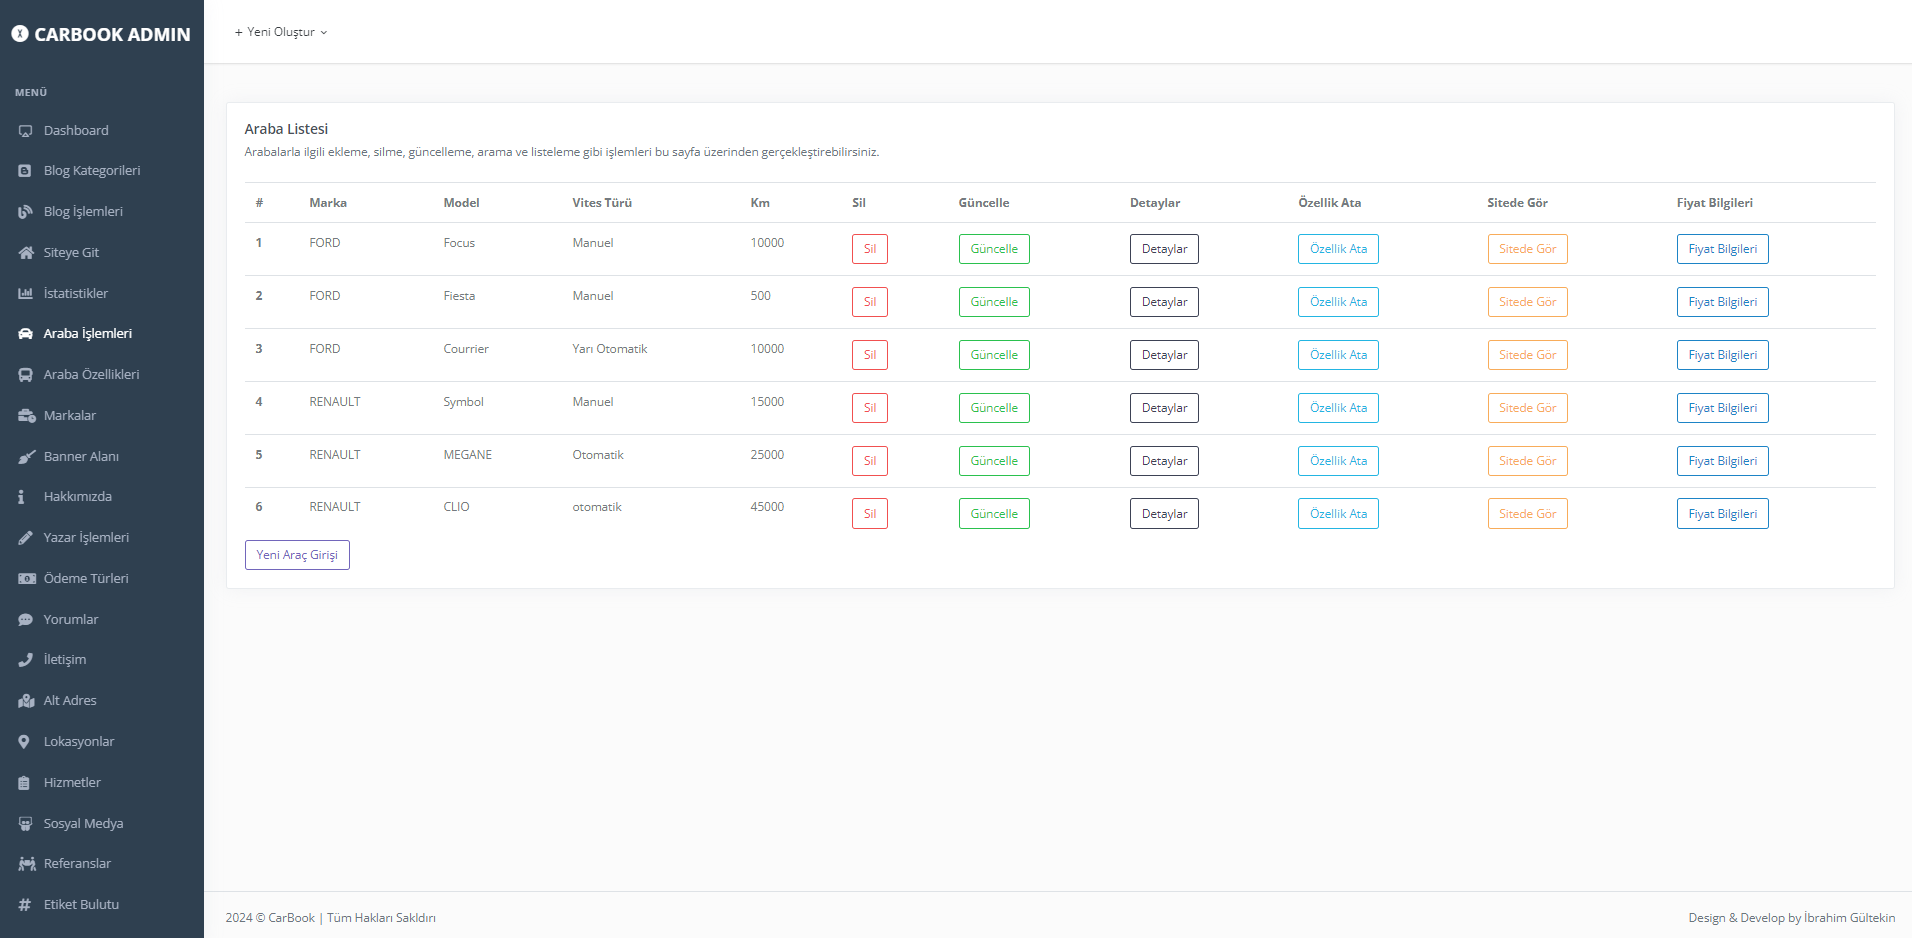 CARBOOK ADMIN
+ Yeni Oluştur
MENÜ
Dashboard
Blog Kategorileri
Blog İşlemleri
Siteye Git
İstatistikler
Araba İşlemleri
Araba Özellikleri
Markalar
Banner Alanı
Hakkımızda
Yazar İşlemleri
Ödeme Türleri
Yorumlar
İletişim
Alt Adres
Lokasyonlar
Hizmetler
Sosyal Medya
Referanslar
Etiket Bulutu
Araba Listesi
Arabalarla ilgili ekleme, silme, güncelleme, arama ve listeleme gibi işlemleri bu sayfa üzerinden gerçekleştirebilirsiniz.
# Marka Model Vites Türü Km Sil Güncelle Detaylar Özellik Ata Sitede Gör Fiyat Bilgileri
1 FORD Focus Manuel 10000 Sil Güncelle Detaylar Özellik Ata Sitede Gör Fiyat Bilgileri
2 FORD Fiesta Manuel 500 Sil Güncelle Detaylar Özellik Ata Sitede Gör Fiyat Bilgileri
3 FORD Courrier Yarı Otomatik 10000 Sil Güncelle Detaylar Özellik Ata Sitede Gör Fiyat Bilgileri
4 RENAULT Symbol Manuel 15000 Sil Güncelle Detaylar Özellik Ata Sitede Gör Fiyat Bilgileri
5 RENAULT MEGANE Otomatik 25000 Sil Güncelle Detaylar Özellik Ata Sitede Gör Fiyat Bilgileri
6 RENAULT CLIO otomatik 45000 Sil Güncelle Detaylar Özellik Ata Sitede Gör Fiyat Bilgileri
Yeni Araç Girişi
2024 © CarBook | Tüm Hakları Sakldırı
Design & Develop by İbrahim Gültekin